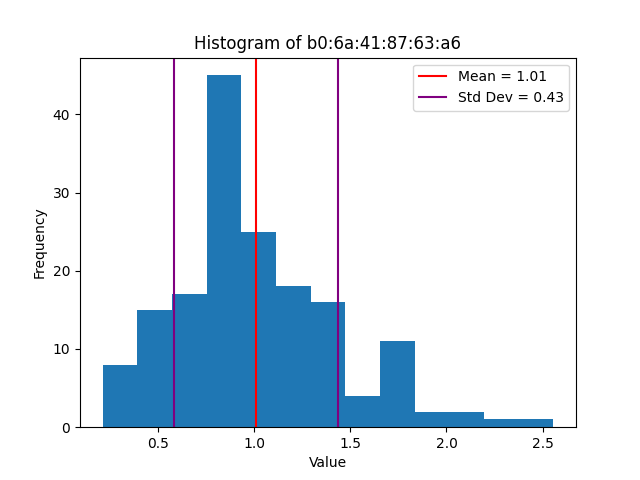 Histogram of b0:6a:41:87:63:a6
Mean = 1.01
Std Dev = 0.43
Frequency
40
30
20
10
0
0.5 1.0 1.5 2.0 2.5
Value